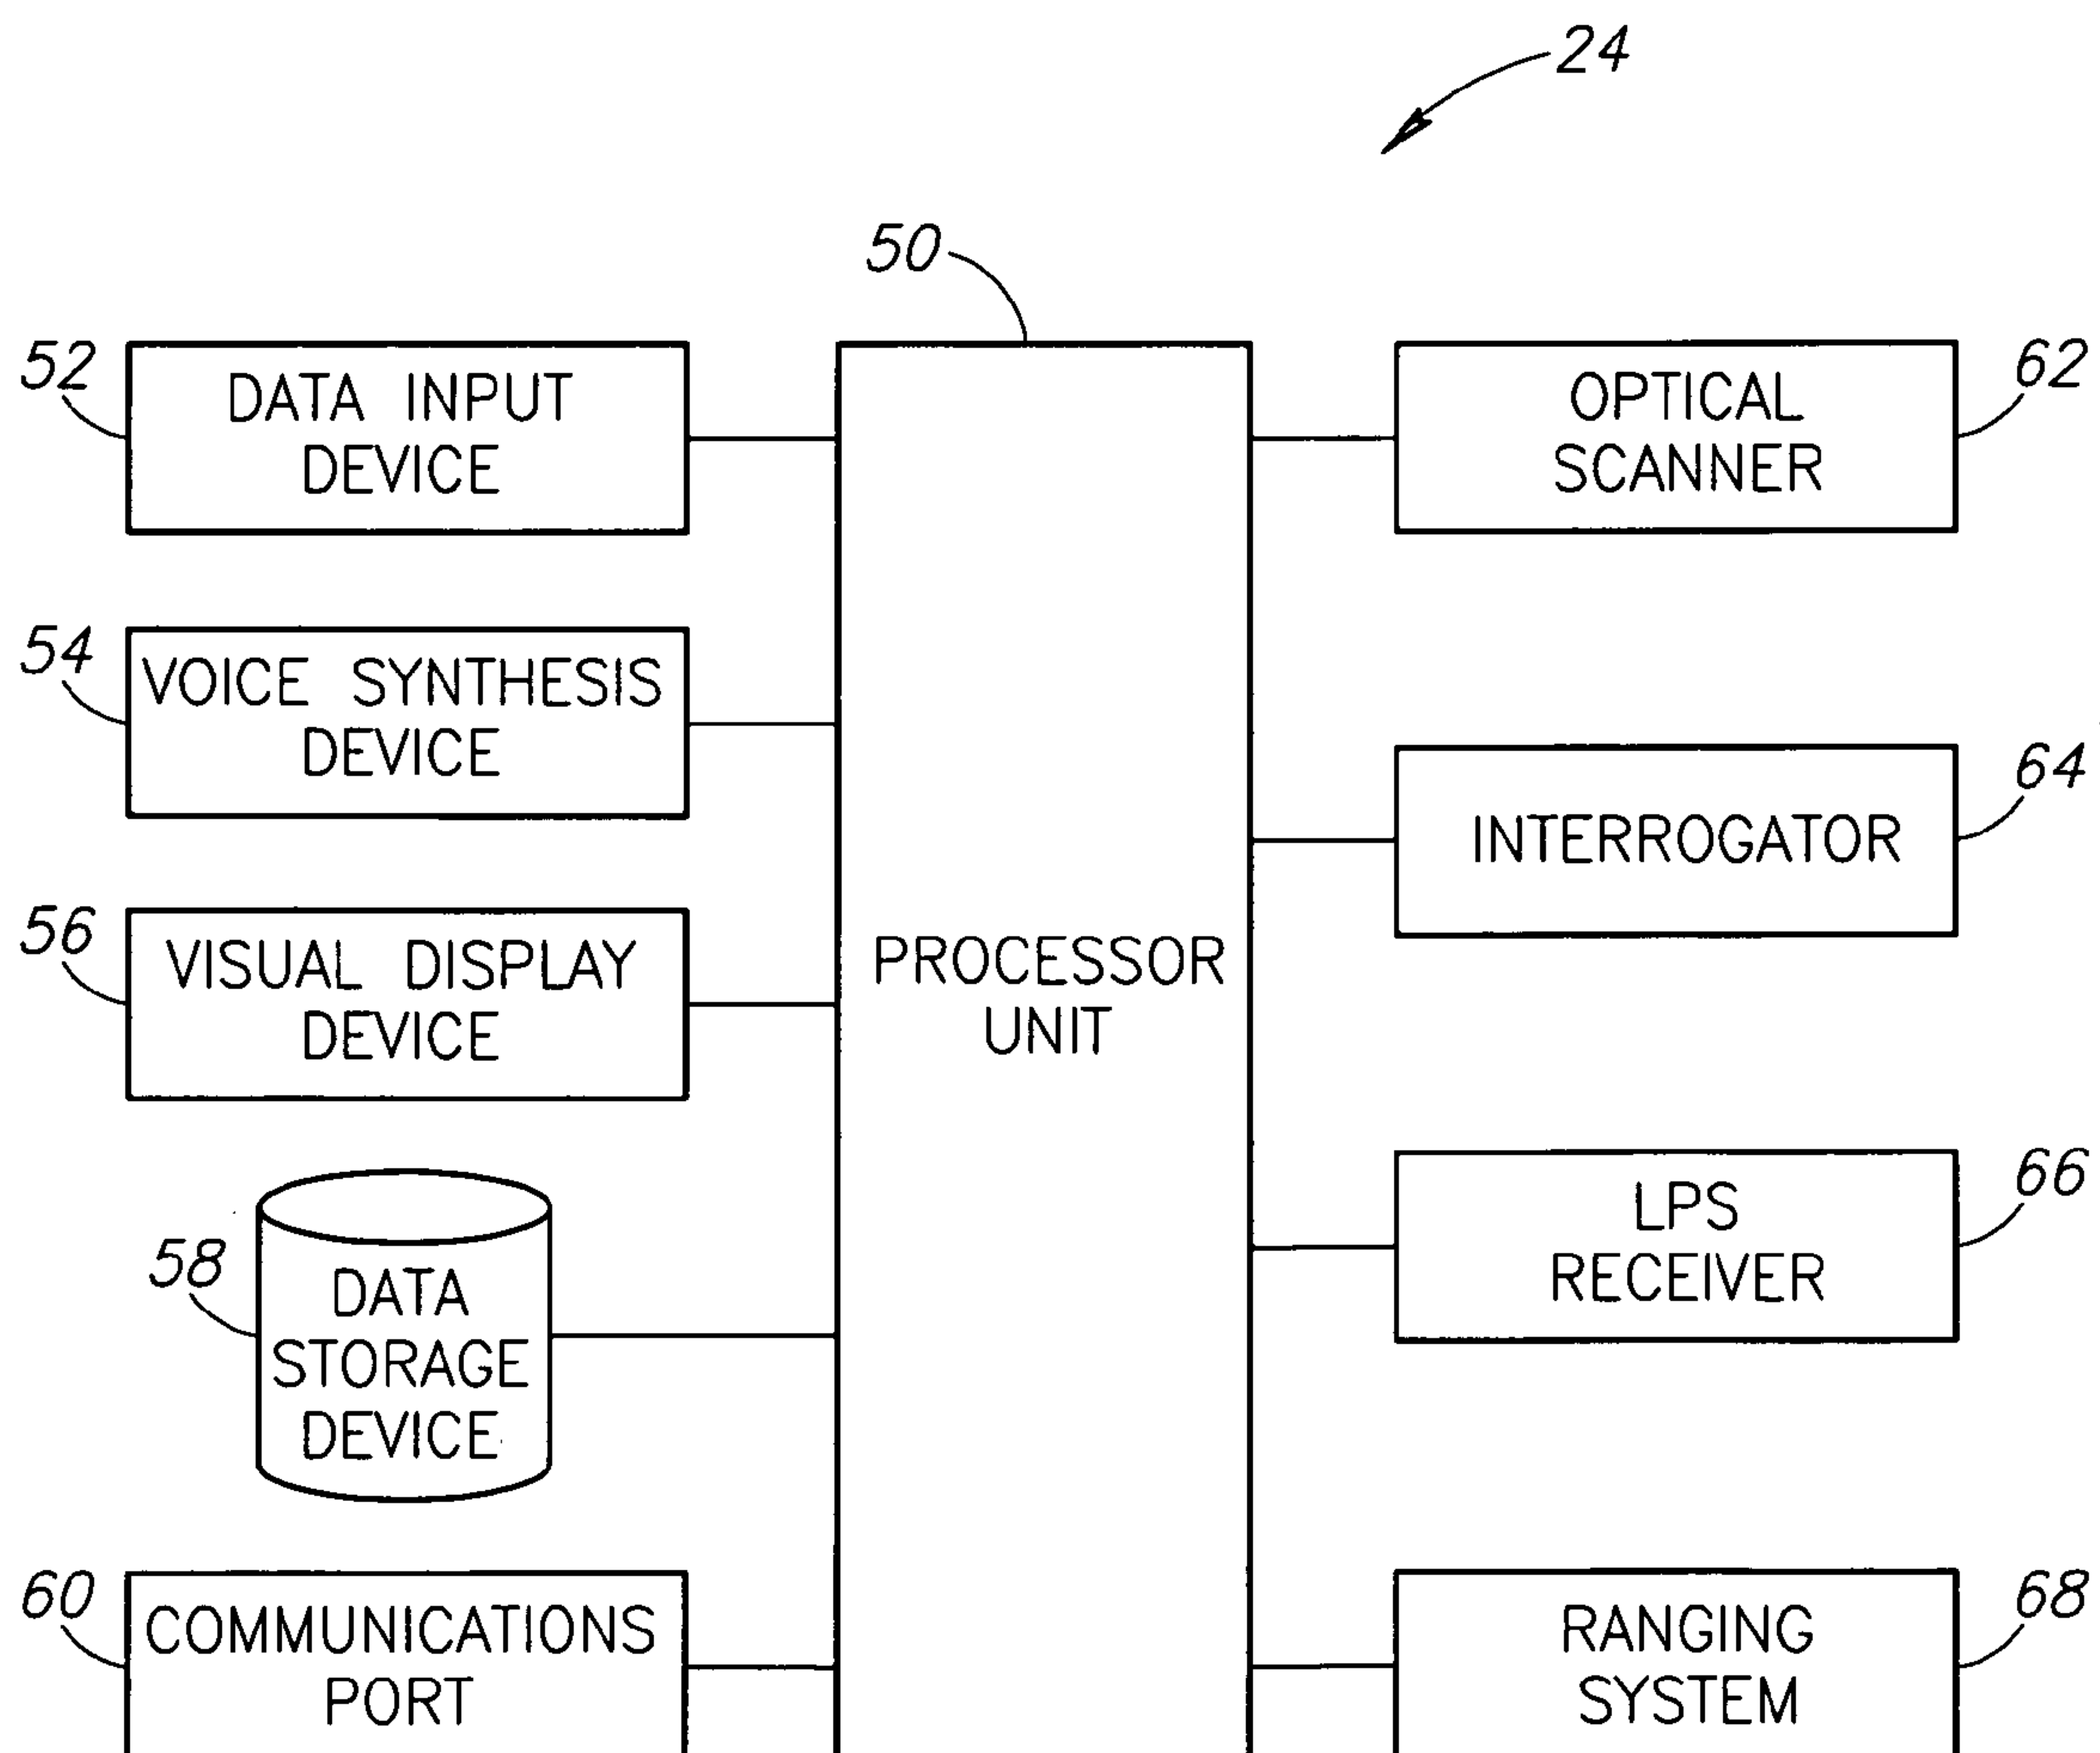 24
50
52
DATA INPUT
DEVICE
54
VOICE SYNTHESIS
DEVICE
56
VISUAL DISPLAY
DEVICE
58
DATA
STORAGE
DEVICE
60
COMMUNICATIONS
PORT
PROCESSOR
UNIT
OPTICAL
SCANNER
62
INTERROGATOR
64
LPS
RECEIVER
66
RANGING
SYSTEM
68